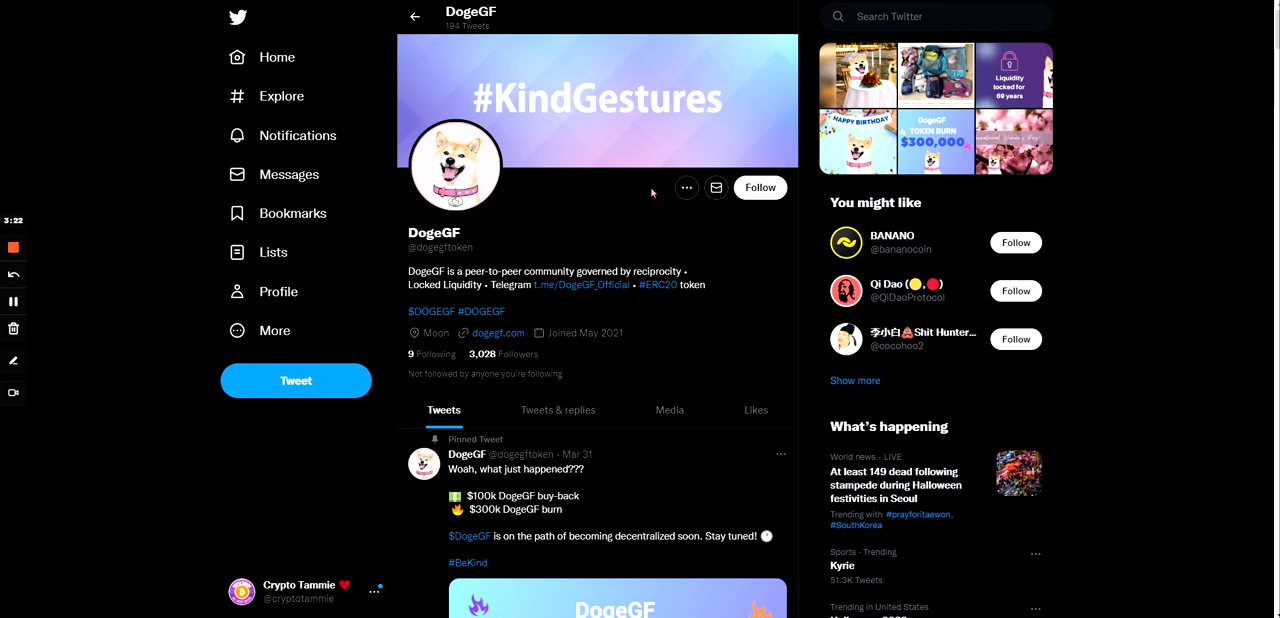 DogeGF
194 Tweets
Search Twitter
Home
Explore
Notifications
Messages
Bookmarks
Lists
Profile
More
Tweet
3:22
#KindGestures
Follow
DogeGF
@dogegftoken
DogeGF is a peer-to-peer community governed by reciprocity •
Locked Liquidity • Telegram t.me/DogeGF_Official • #ERC20 token
$DOGEGF #DOGEGF
Moon dogegf.com Joined May 2021
9 Following 3,028 Followers
Not followed by anyone you're following
Tweets Tweets & replies Media Likes
Pinned Tweet
DogeGF @dogegftoken · Mar 31
Woah, what just happened???
$100k DogeGF buy-back
$300k DogeGF burn
$DogeGF is on the path of becoming decentralized soon. Stay tuned!
#BeKind
DogeGF
Crypto Tammie
@cryptotammie
Liquidity
locked for
69 years
HAPPY BIRTHDAY
DogeGF
TOKEN BURN
$300,000
You might like
BANANO
@bananocoin
Follow
Qi Dao (
, )
@QiDaoProtocol
Follow
李小白💩Shit Hunter...
@cocohoo2
Follow
Show more
What's happening
World news · LIVE
At least 149 dead following
stampede during Halloween
festivities in Seoul
Trending with #prayforitaewon,
#SouthKorea
Sports · Trending
Kyrie
51.3K Tweets
Trending in United States